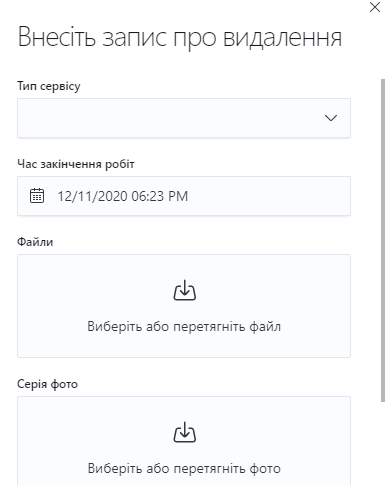 Внесіть запис про видалення
Тип сервісу
Час закінчення робіт
12/11/2020 06:23 PM
Файли
Виберіть або перетягніть файл
Серія фото
Виберіть або перетягніть фото